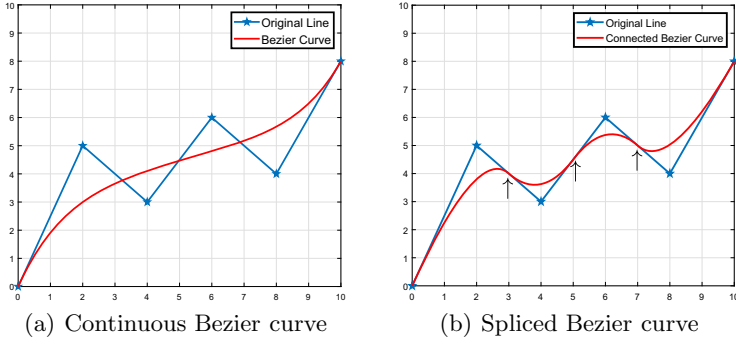 10
9
8
7
6
5
4
3
2
1
0
0 1 2 3 4 5 6 7 8 9 10
Original Line
Bezier Curve
(a) Continuous Bezier curve
10
9
8
7
6
5
4
3
2
1
0
0 1 2 3 4 5 6 7 8 9 10
Original Line
Connected Bezier Curve
(b) Spliced Bezier curve